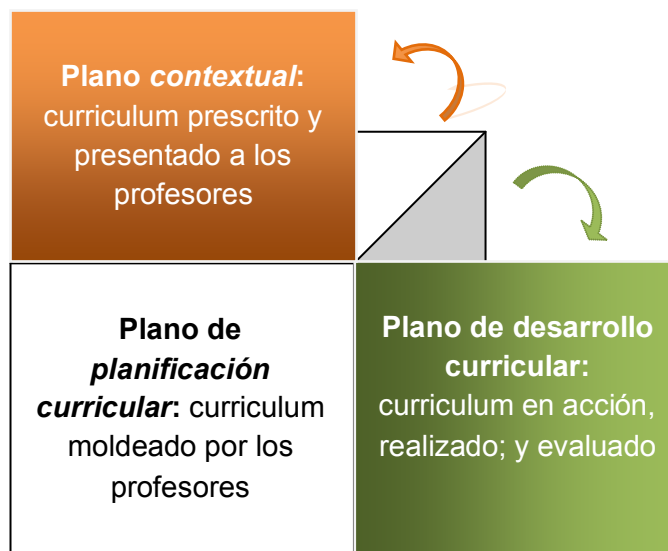 Plano contextual:
curriculum prescrito y
presentado a los
profesores
Plano de
planificación
curricular: curriculum
moldeado por los
profesores
Plano de desarrollo
curricular:
curriculum en acción,
realizado; y evaluado